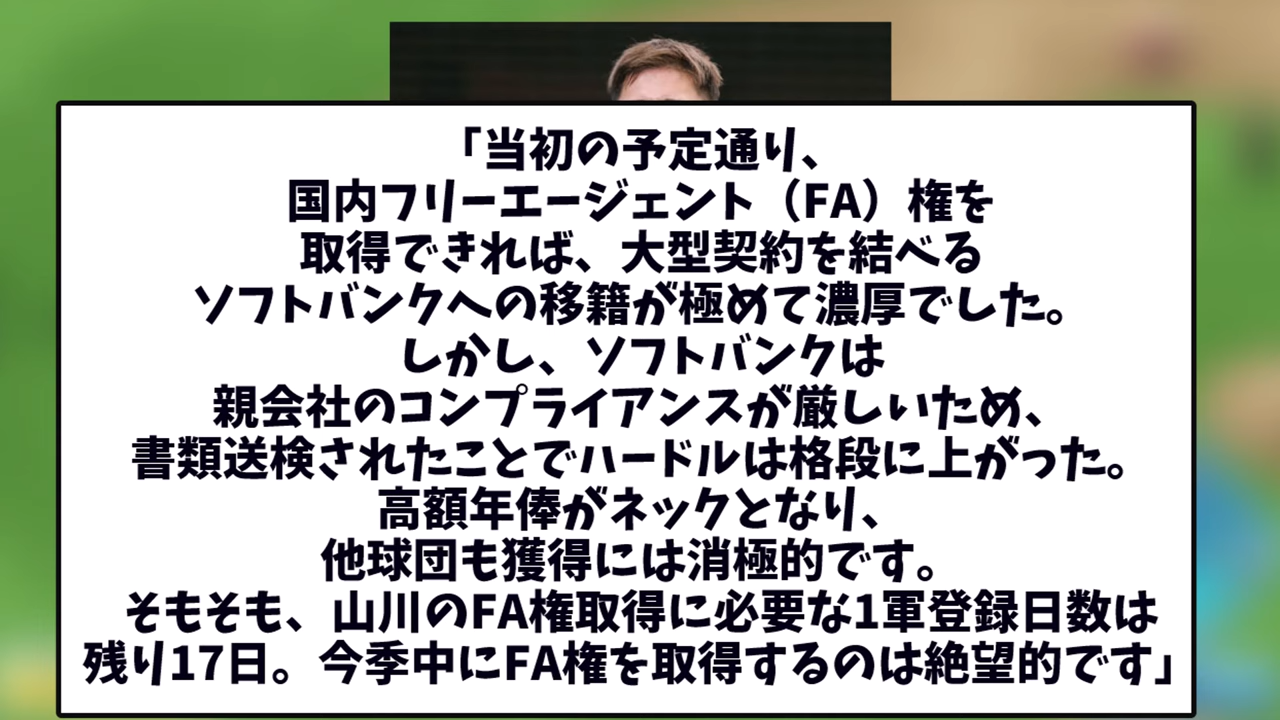 「当初の予定通り、
国内フリーエージェント（FA）権を
取得できれば、大型契約を結べる
ソフトバンクへの移籍が極めて濃厚でした。
しかし、ソフトバンクは
親会社のコンプライアンスが厳しいため、
書類送検されたことでハードルは格段に上がった。
高額年俸がネックとなり、
他球団も獲得には消極的です。
そもそも、山川のFA権取得に必要な1軍登録日数は
残り17日。今季中にFA権を取得するのは絶望的です」